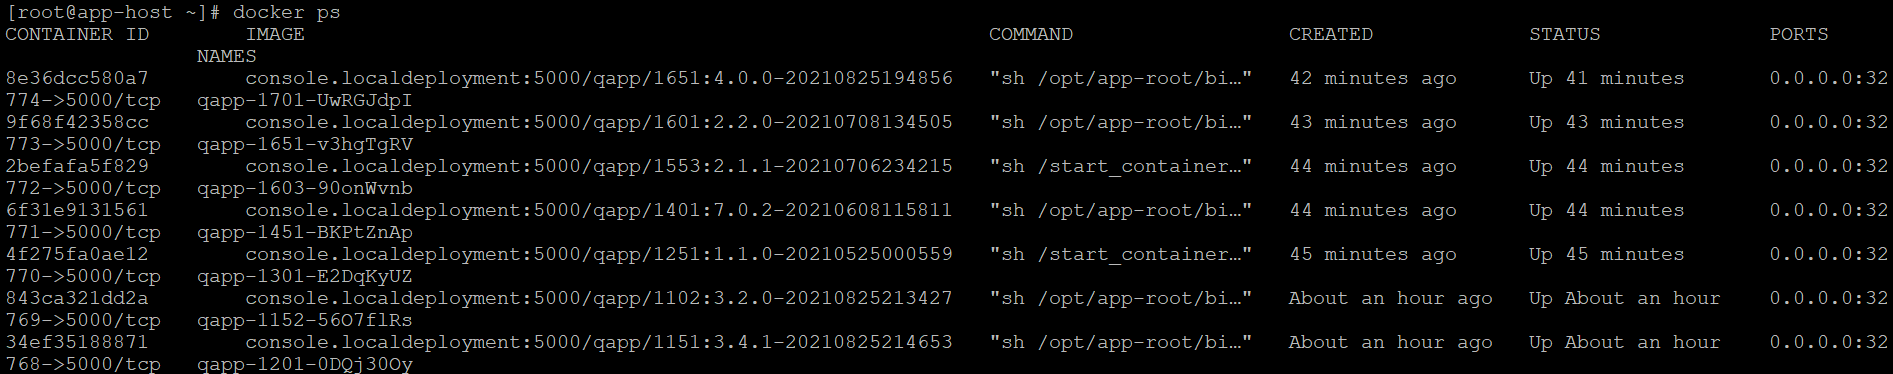 [root@app-host ~]# docker ps
CONTAINER ID        IMAGE                                                          COMMAND                  CREATED             STATUS              PORTS
                NAMES
8e36dcc580a7        console.localdeployment:5000/qapp/1651:4.0.0-20210825194856   "sh /opt/app-root/bi…"   42 minutes ago      Up 41 minutes       0.0.0.0:32
774->5000/tcp   qapp-1701-UwRGJdpI
9f68f42358cc        console.localdeployment:5000/qapp/1601:2.2.0-20210708134505   "sh /opt/app-root/bi…"   43 minutes ago      Up 43 minutes       0.0.0.0:32
773->5000/tcp   qapp-1651-v3hgTgRV
2befafa5f829        console.localdeployment:5000/qapp/1553:2.1.1-20210706234215   "sh /start_container…"   44 minutes ago      Up 44 minutes       0.0.0.0:32
772->5000/tcp   qapp-1603-90onWvnb
6f31e9131561        console.localdeployment:5000/qapp/1401:7.0.2-20210608115811   "sh /opt/app-root/bi…"   44 minutes ago      Up 44 minutes       0.0.0.0:32
771->5000/tcp   qapp-1451-BKPtZnAp
4f275fa0ae12        console.localdeployment:5000/qapp/1251:1.1.0-20210525000559   "sh /start_container…"   45 minutes ago      Up 45 minutes       0.0.0.0:32
770->5000/tcp   qapp-1301-E2DqKyUZ
843ca321dd2a        console.localdeployment:5000/qapp/1102:3.2.0-20210825213427   "sh /opt/app-root/bi…"   About an hour ago   Up About an hour    0.0.0.0:32
769->5000/tcp   qapp-1152-56O7flRs
34ef35188871        console.localdeployment:5000/qapp/1151:3.4.1-20210825214653   "sh /opt/app-root/bi…"   About an hour ago   Up About an hour    0.0.0.0:32
768->5000/tcp   qapp-1201-0DQj30Oy